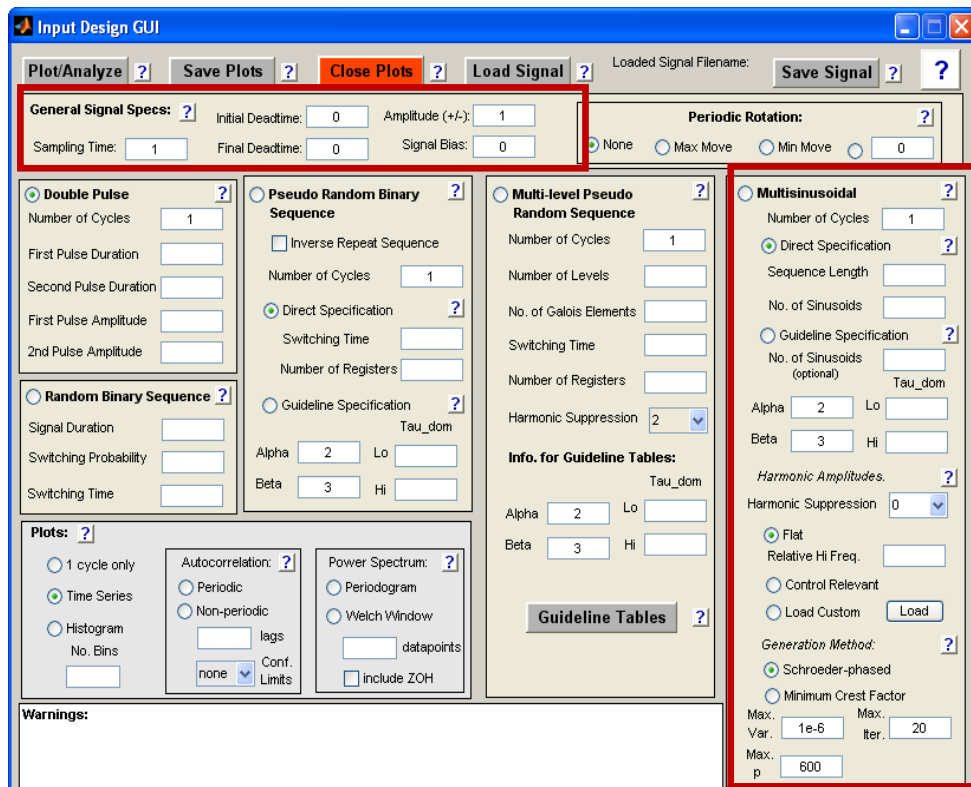 Input Design GUI
Plot/Analyze ? Save Plots ? Close Plots ? Load Signal ? Loaded Signal Filename: Save Signal ? ?
General Signal Specs: ? Initial Deadtime: 0 Amplitude (+/-): 1
Sampling Time: 1 Final Deadtime: 0 Signal Bias: 0
Periodic Rotation: ?
None Max Move Min Move 0
Double Pulse ?
Number of Cycles 1
First Pulse Duration
Second Pulse Duration
First Pulse Amplitude
2nd Pulse Amplitude
Random Binary Sequence ?
Signal Duration
Switching Probability
Switching Time
Pseudo Random Binary ?
Sequence
Inverse Repeat Sequence
Number of Cycles 1
Direct Specification ?
Switching Time
Number of Registers
Guideline Specification ?
Tau_dom
Alpha 2 Lo
Beta 3 Hi
Multi-level Pseudo ?
Random Sequence
Number of Cycles 1
Number of Levels
No. of Galois Elements
Switching Time
Number of Registers
Harmonic Suppression 2
Info. for Guideline Tables:
Tau_dom
Alpha 2 Lo
Beta 3 Hi
Guideline Tables ?
Multisinusoidal ?
Number of Cycles 1
Direct Specification ?
Sequence Length
No. of Sinusoids
Guideline Specification ?
No. of Sinusoids
(optional)
Tau_dom
Alpha 2 Lo
Beta 3 Hi
Harmonic Amplitudes. ?
Harmonic Suppression 0
Flat
Relative Hi Freq.
Control Relevant
Load Custom Load
Generation Method: ?
Schroeder-phased
Minimum Crest Factor
Max. Var. 1e-6 Max. Iter. 20
Max. p 600
Plots: ?
1 cycle only
Time Series
Histogram
No. Bins
Autocorrelation: ?
Periodic
Non-periodic
lags
none Conf. Limits
Power Spectrum: ?
Periodogram
Welch Window
datapoints
include ZOH
Warnings: